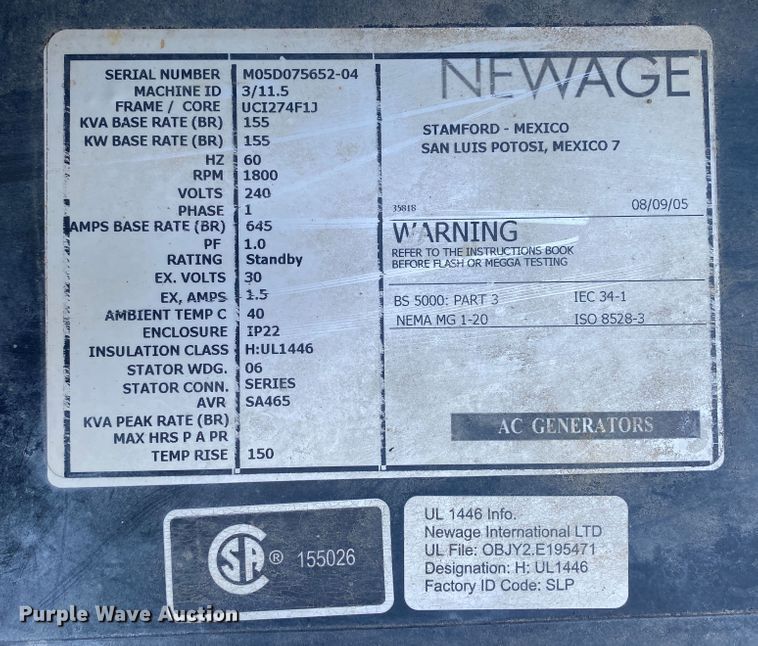 SERIAL NUMBER M05D075652-04
MACHINE ID 3/11.5
FRAME / CORE UCI274F1J
KVA BASE RATE (BR) 155
KW BASE RATE (BR) 155
HZ 60
RPM 1800
VOLTS 240
PHASE 1
AMPS BASE RATE (BR) 645
PF 1.0
RATING Standby
EX. VOLTS 30
EX, AMPS 1.5
AMBIENT TEMP C 40
ENCLOSURE IP22
INSULATION CLASS H:UL1446
STATOR WDG. 06
STATOR CONN. SERIES
AVR SA465
KVA PEAK RATE (BR)
MAX HRS P A PR
TEMP RISE 150
NEWAGE
STAMFORD - MEXICO
SAN LUIS POTOSI, MEXICO 7
35818 08/09/05
WARNING
REFER TO THE INSTRUCTIONS BOOK
BEFORE FLASH OR MEGGA TESTING
BS 5000: PART 3 IEC 34-1
NEMA MG 1-20 ISO 8528-3
AC GENERATORS
CSA ® 155026
UL 1446 Info.
Newage International LTD
UL File: OBJY2.E195471
Designation: H: UL1446
Factory ID Code: SLP
Purple Wave Auction